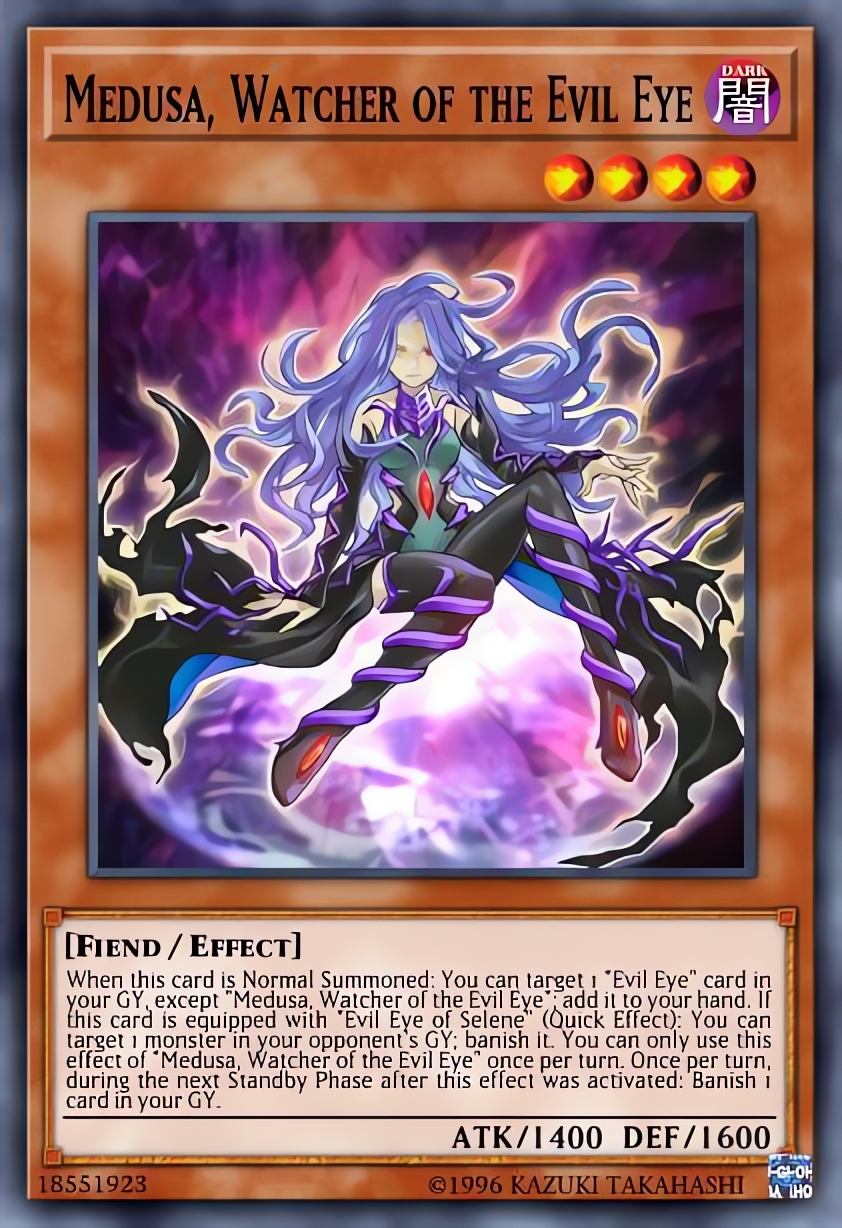 MEDUSA, WATCHER OF THE EVIL EYE
DARK
闇
[FIEND / EFFECT]
When this card is Normal Summoned: You can target 1 "Evil Eye" card in
your GY, except "Medusa, Watcher of the Evil Eye"; add it to your hand. If
this card is equipped with "Evil Eye of Selene" (Quick Effect): You can
target 1 monster in your opponent's GY; banish it. You can only use this
effect of "Medusa, Watcher of the Evil Eye" once per turn. Once per turn,
during the next Standby Phase after this effect was activated: Banish 1
card in your GY.
ATK/1400 DEF/1600
18551923
©1996 KAZUKI TAKAHASHI